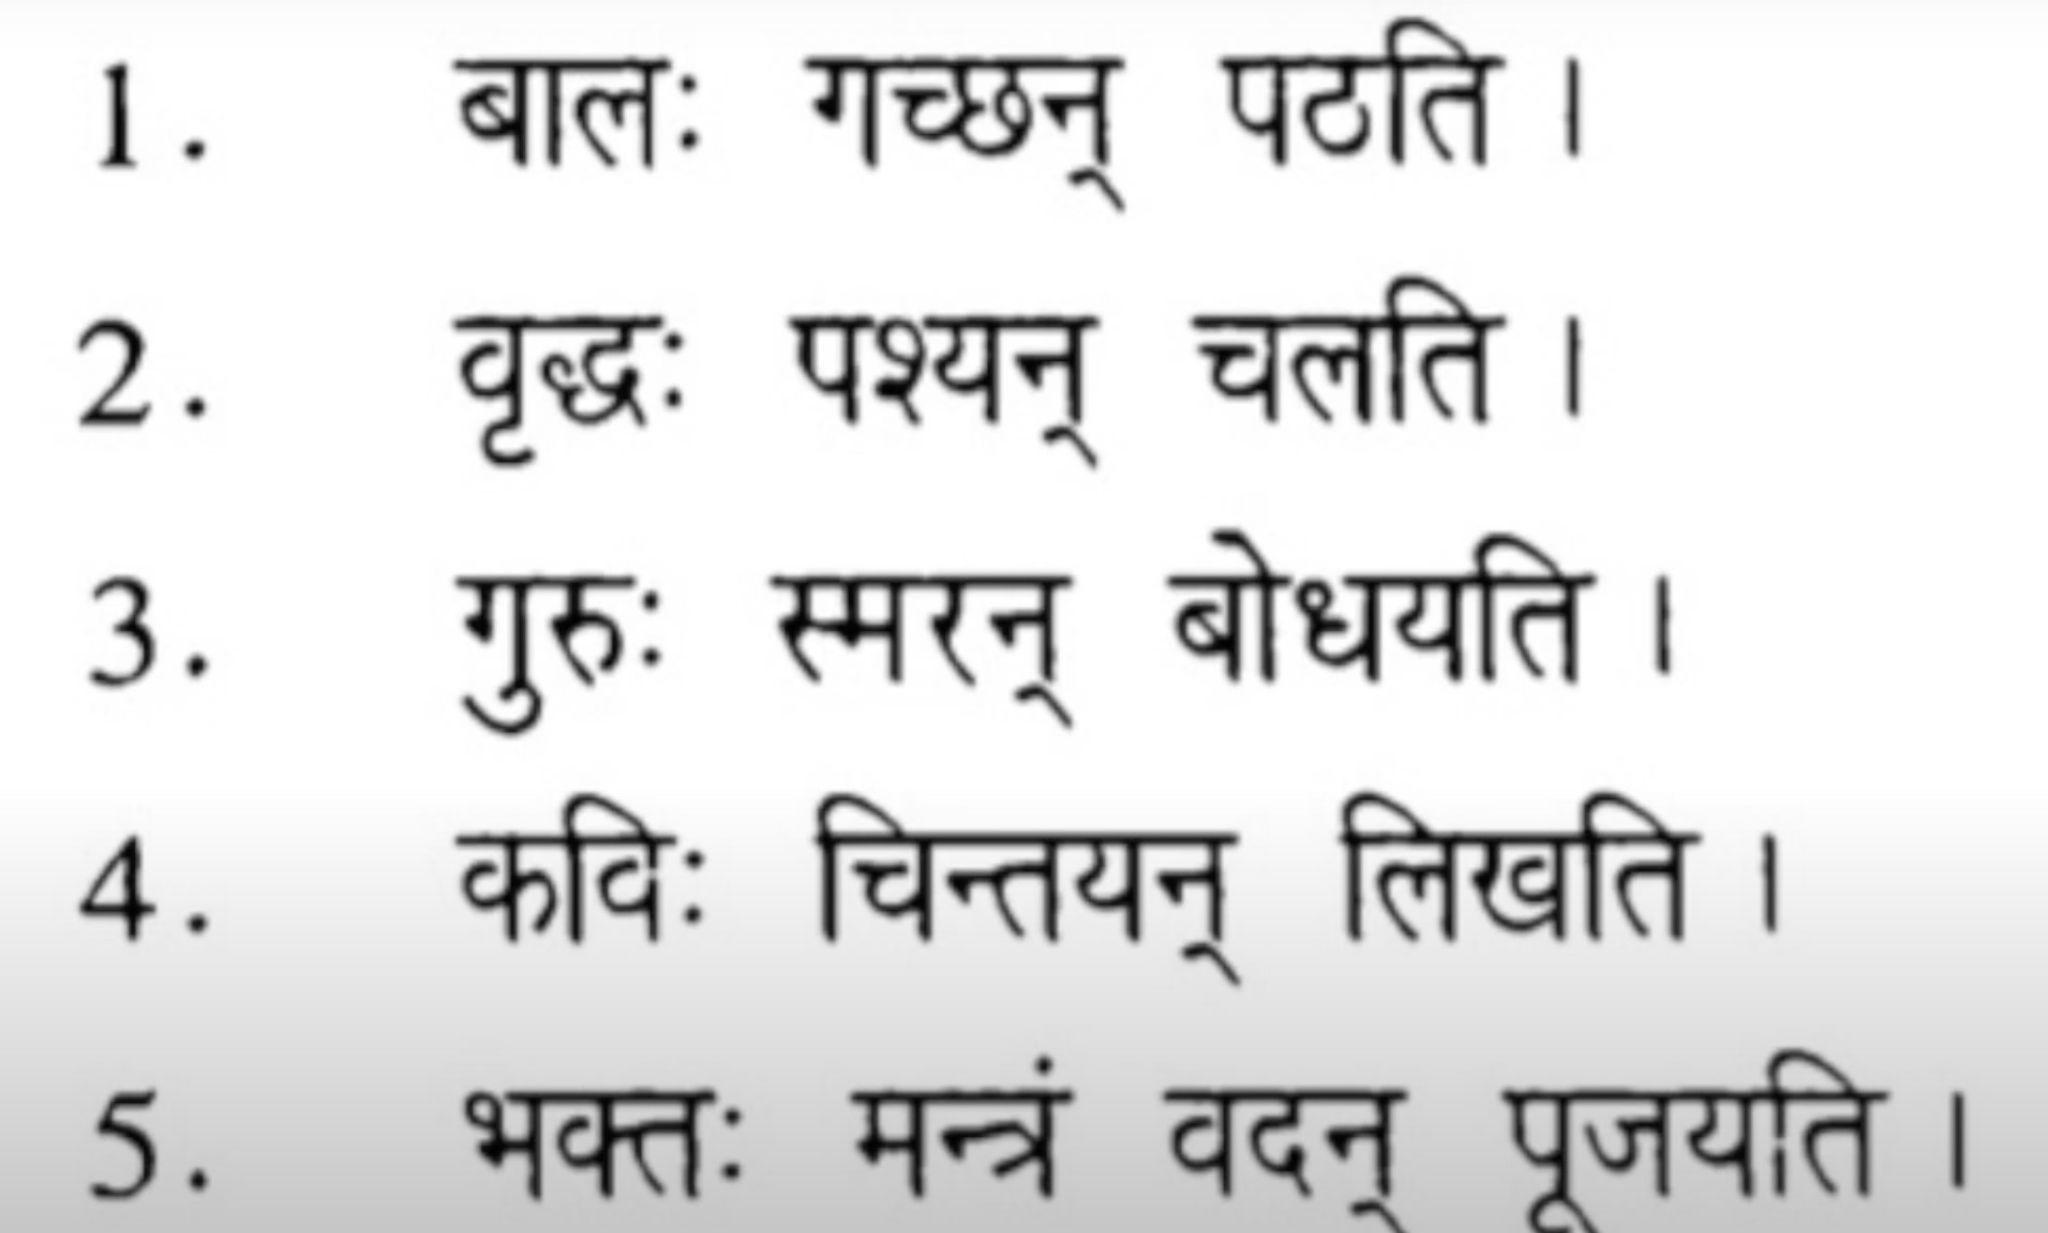 1. बालः गच्छन् पठति ।
2. वृद्धः पश्यन् चलति ।
3. गुरुः स्मरन् बोधयति ।
4. कविः चिन्तयन् लिखति ।
5. भक्तः मन्त्रं वदन् पूजयति ।